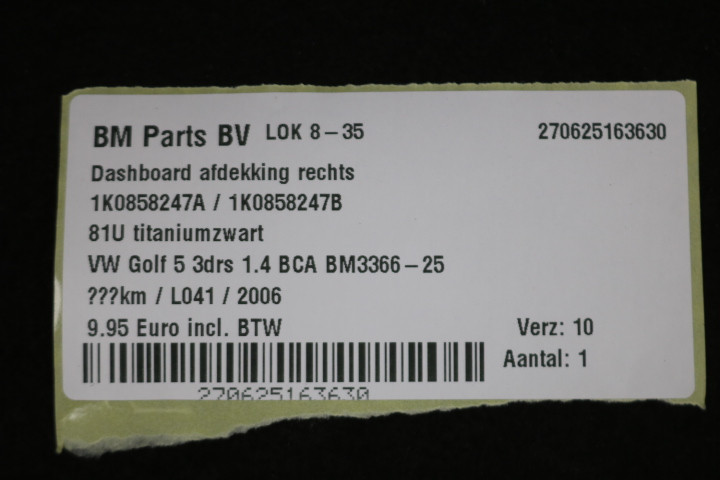 BM Parts BV LOK 8-35 270625163630
Dashboard afdekking rechts
1K0858247A / 1K0858247B
81U titaniumzwart
VW Golf 5 3drs 1.4 BCA BM3366-25
???km / L041 / 2006
9.95 Euro incl. BTW Verz: 10
Aantal: 1
270625163630